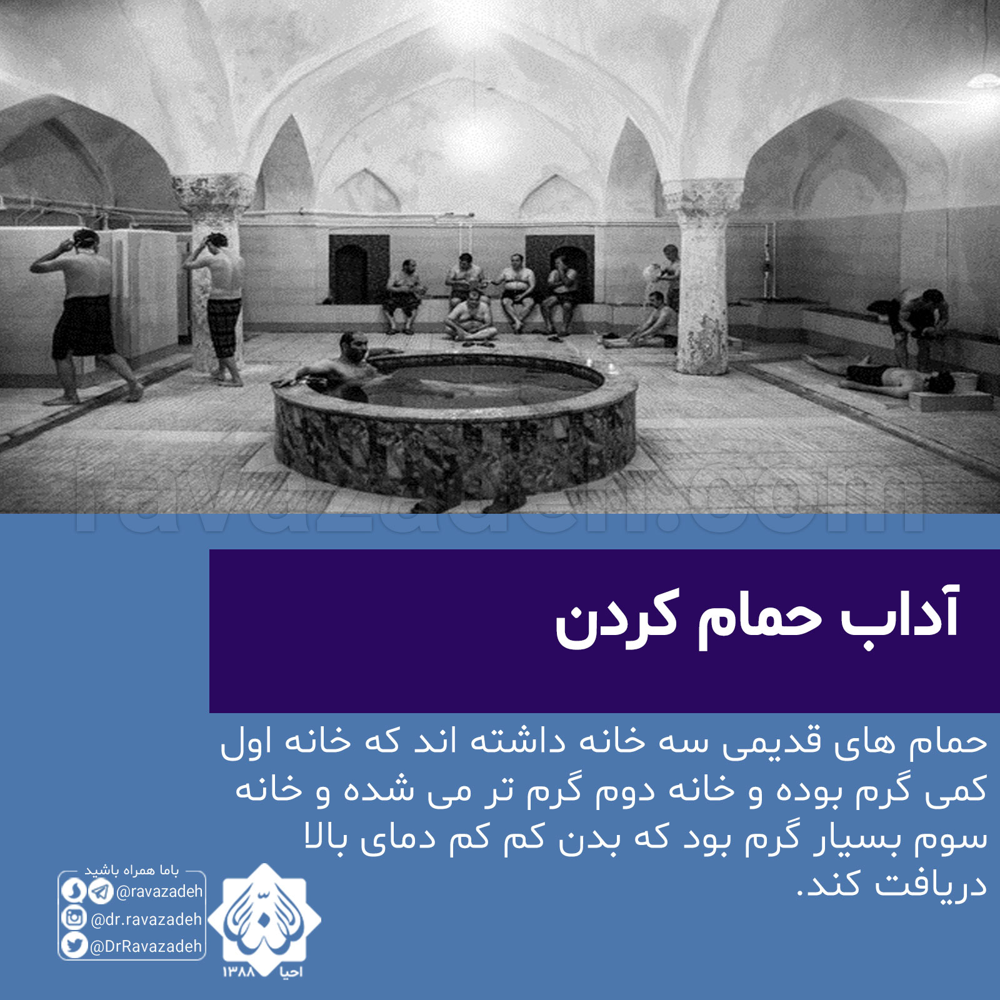 ravazadeh.com
آداب حمام کردن
حمام های قدیمی سه خانه داشته اند که خانه اول
کمی گرم بوده و خانه دوم گرم تر می شده و خانه
سوم بسیار گرم بود که بدن کم کم دمای بالا
دریافت کند.
باما همراه باشید
@ravazadeh
@dr.ravazadeh
@DrRavazadeh
احیا ۱۳۸۸